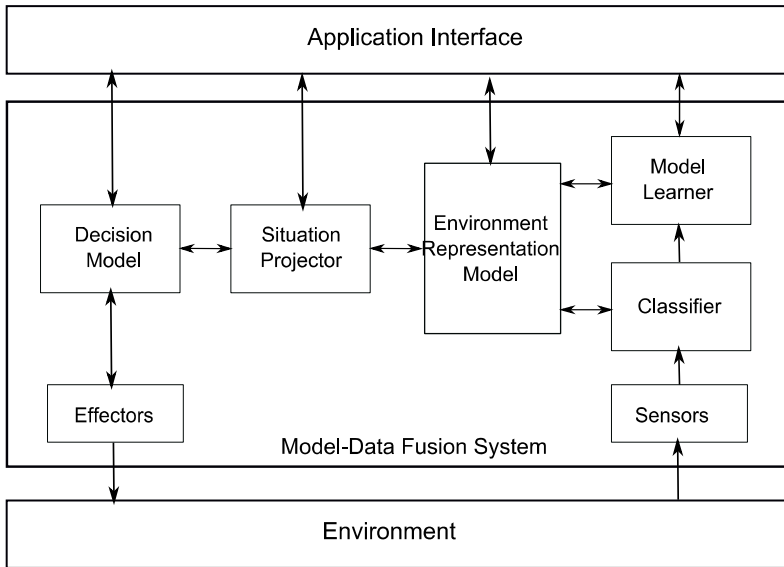 Application Interface
Model
Learner
Decision
Model
Situation
Projector
Environment
Representation
Model
Classifier
Effectors
Sensors
Model-Data Fusion System
Environment